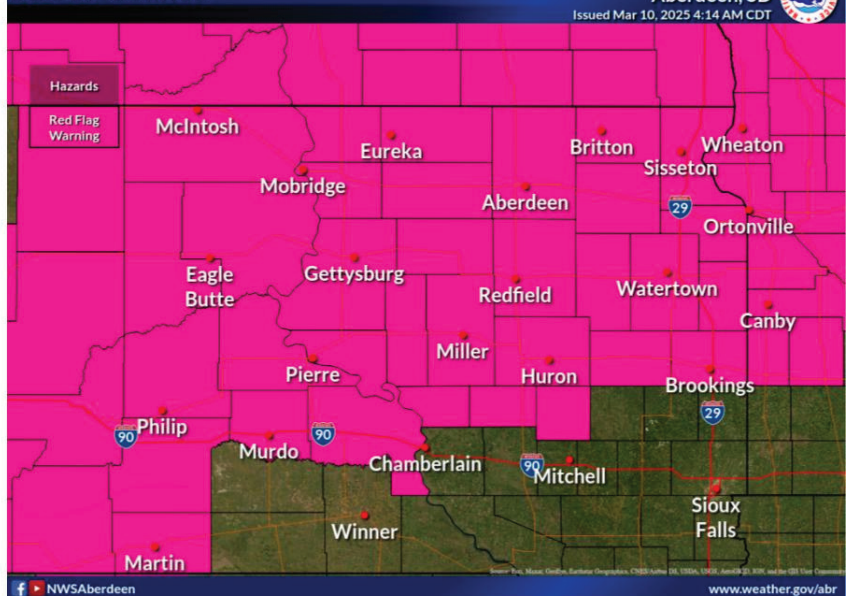 Issued Mar 10, 2025 4:14 AM CDT
Hazards
Red Flag
Warning
McIntosh
Eureka
Britton
Wheaton
Sisseton
Mobridge
Aberdeen
29
Ortonville
Eagle
Butte
Gettysburg
Redfield
Watertown
Canby
Miller
Pierre
Huron
Brookings
29
Philip
90
90
Murdo
Chamberlain
90
Mitchell
Sioux
Falls
Winner
Martin
NWSAberdeen
www.weather.gov/abr